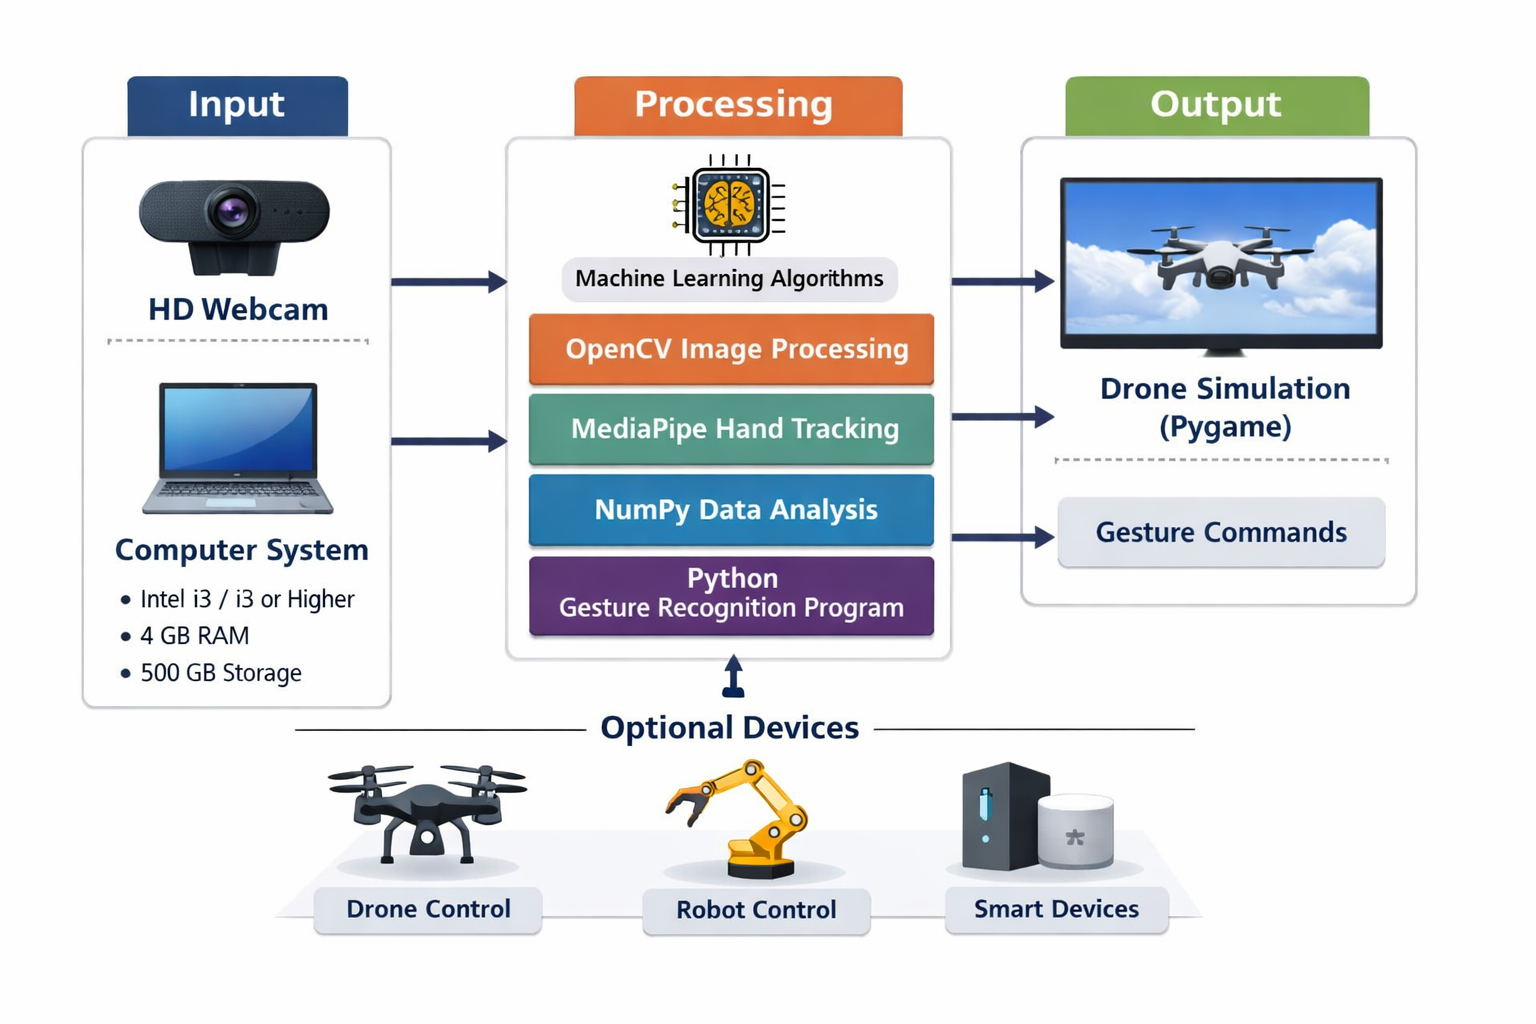 Input
HD Webcam
Computer System
• Intel i3 / i3 or Higher
• 4 GB RAM
• 500 GB Storage
Processing
Machine Learning Algorithms
OpenCV Image Processing
MediaPipe Hand Tracking
NumPy Data Analysis
Python
Gesture Recognition Program
Output
Drone Simulation
(Pygame)
Gesture Commands
Optional Devices
Drone Control
Robot Control
Smart Devices